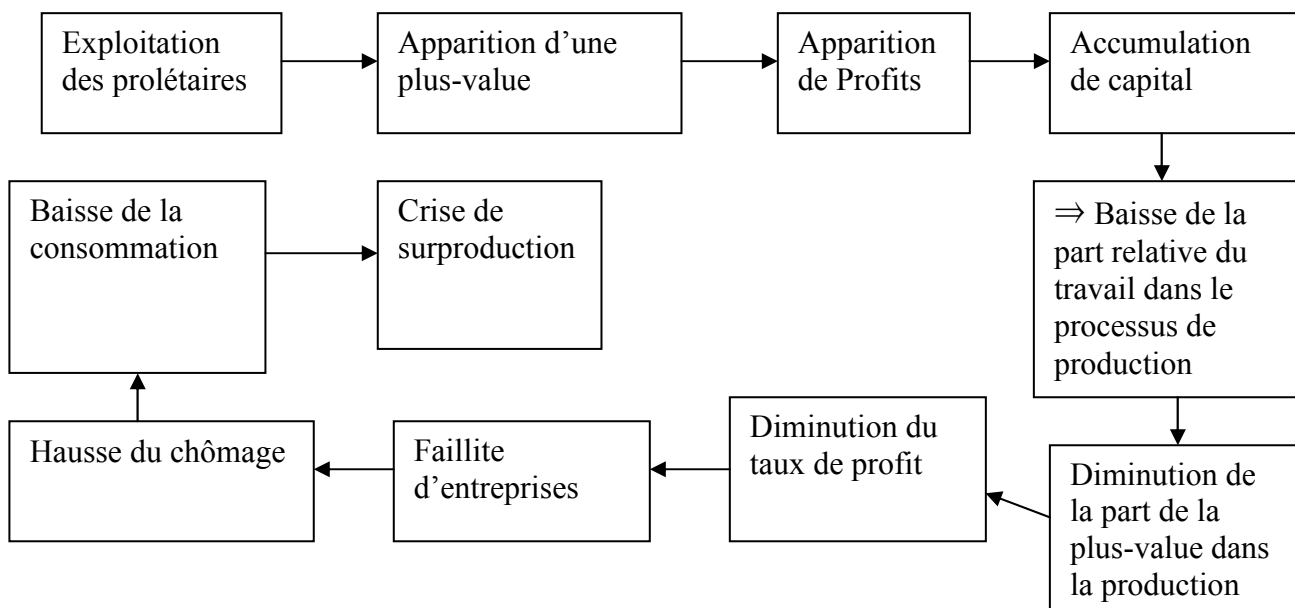 Exploitation
des prolétaires
Apparition d’une
plus-value
Apparition
de Profits
Accumulation
de capital
⇒ Baisse de la
part relative du
travail dans le
processus de
production
Diminution de
la part de la
plus-value dans
la production
Diminution du
taux de profit
Faillite
d’entreprises
Hausse du chômage
Baisse de la
consommation
Crise de
surproduction